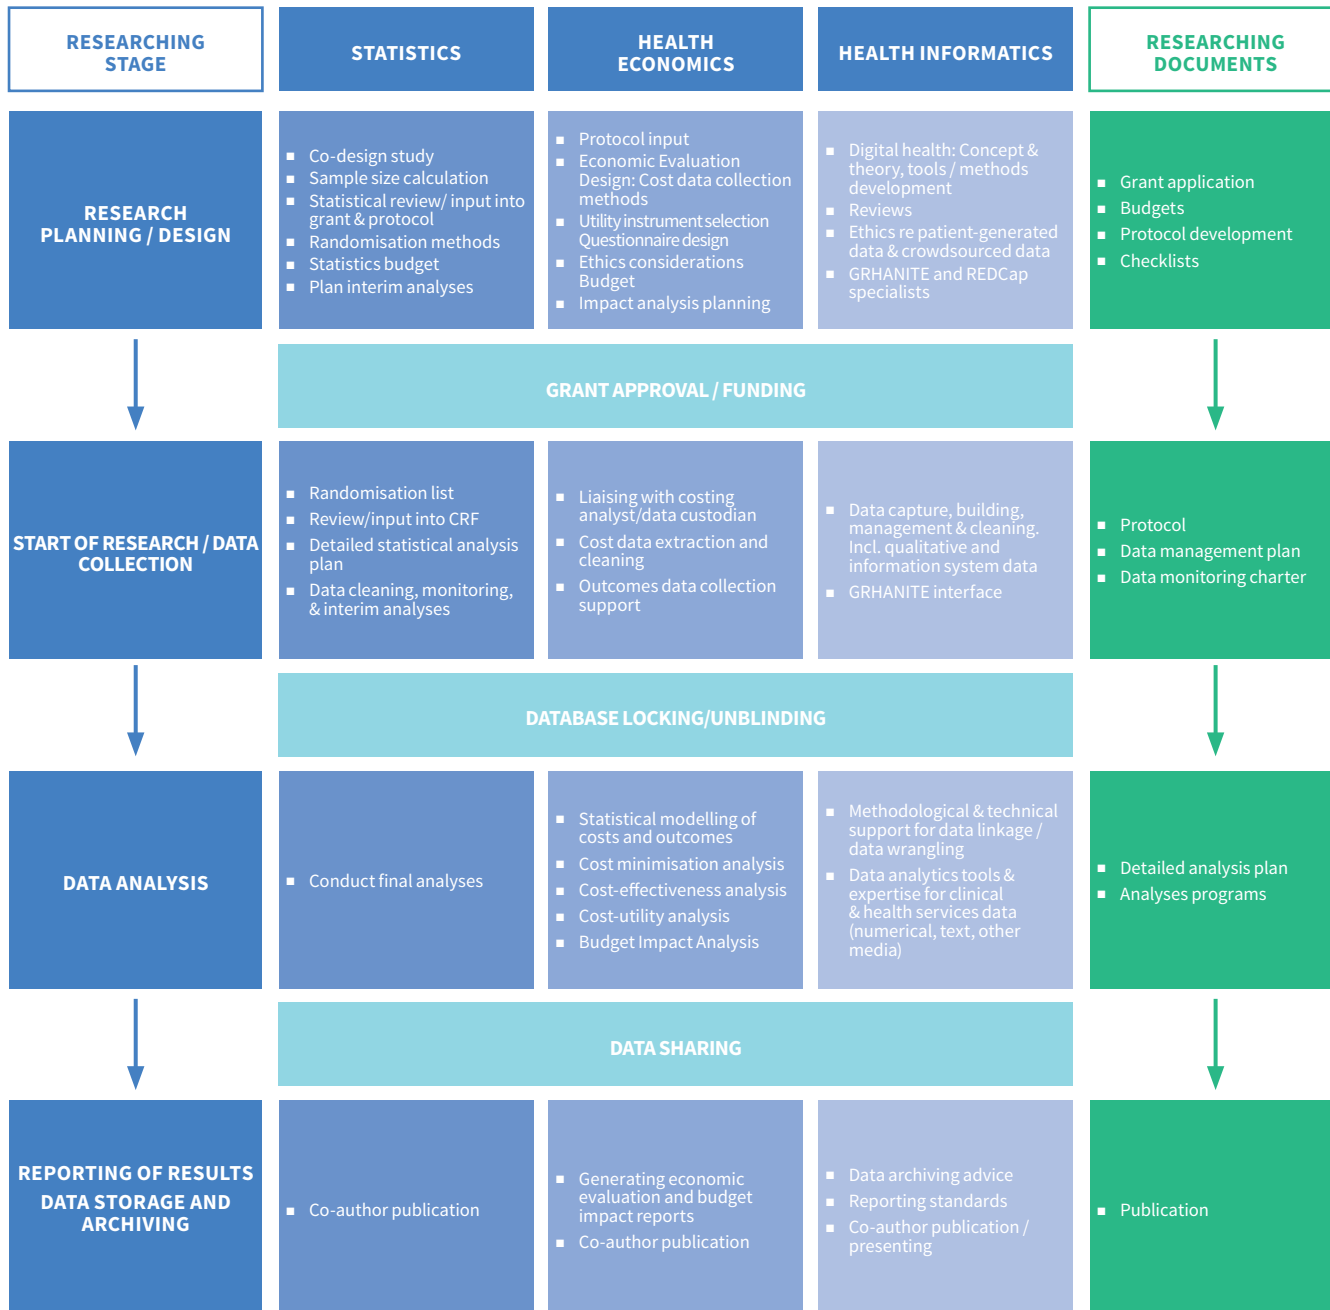 RESEARCHING
STAGE
STATISTICS
HEALTH
ECONOMICS
HEALTH INFORMATICS
RESEARCHING
DOCUMENTS
RESEARCH
PLANNING / DESIGN
■ Co-design study
■ Sample size calculation
■ Statistical review/ input into
grant & protocol
■ Randomisation methods
■ Statistics budget
■ Plan interim analyses
■ Protocol input
■ Economic Evaluation
Design: Cost data collection
methods
■ Utility instrument selection
Questionnaire design
■ Ethics considerations
Budget
■ Impact analysis planning
■ Digital health: Concept &
theory, tools / methods
development
■ Reviews
■ Ethics re patient-generated
data & crowdsourced data
■ GRHANITE and REDCap
specialists
■ Grant application
■ Budgets
■ Protocol development
■ Checklists
GRANT APPROVAL / FUNDING
START OF RESEARCH / DATA
COLLECTION
■ Randomisation list
■ Review/input into CRF
■ Detailed statistical analysis
plan
■ Data cleaning, monitoring,
& interim analyses
■ Liaising with costing
analyst/data custodian
■ Cost data extraction and
cleaning
■ Outcomes data collection
support
■ Data capture, building,
management & cleaning.
Incl. qualitative and
information system data
■ GRHANITE interface
■ Protocol
■ Data management plan
■ Data monitoring charter
DATABASE LOCKING/UNBLINDING
DATA ANALYSIS
■ Conduct final analyses
■ Statistical modelling of
costs and outcomes
■ Cost minimisation analysis
■ Cost-effectiveness analysis
■ Cost-utility analysis
■ Budget Impact Analysis
■ Methodological & technical
support for data linkage /
data wrangling
■ Data analytics tools &
expertise for clinical
& health services data
(numerical, text, other
media)
■ Detailed analysis plan
■ Analyses programs
DATA SHARING
REPORTING OF RESULTS
DATA STORAGE AND
ARCHIVING
■ Co-author publication
■ Generating economic
evaluation and budget
impact reports
■ Co-author publication
■ Data archiving advice
■ Reporting standards
■ Co-author publication /
presenting
■ Publication